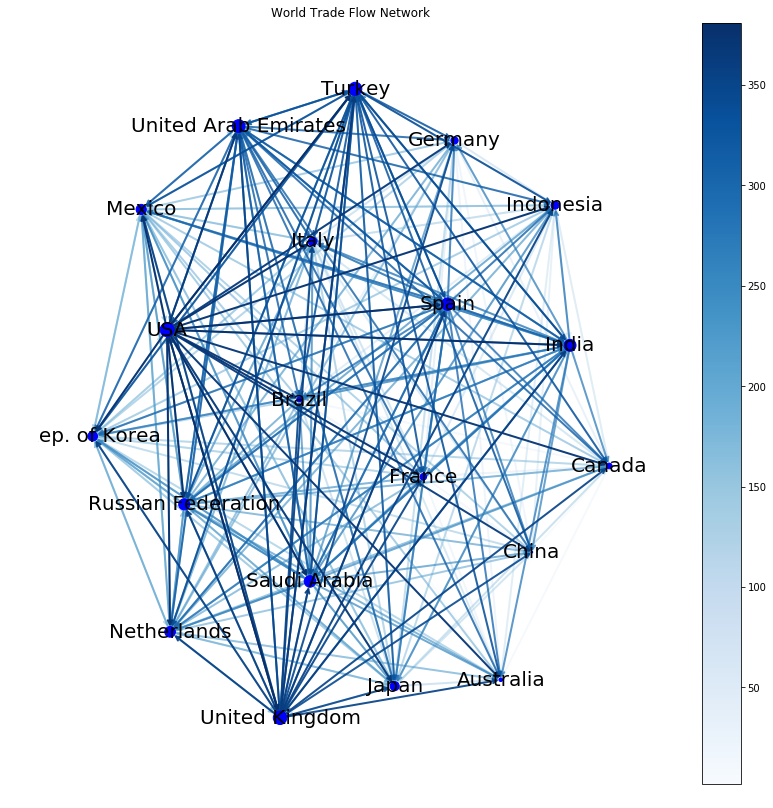 World Trade Flow Network
Turkey
United Arab Emirates
Germany
Mexico
Indonesia
Italy
Spain
USA
India
Brazil
ep. of Korea
Canada
France
Russian Federation
China
Saudi Arabia
Netherlands
Japan
Australia
United Kingdom
350
300
250
200
150
100
50